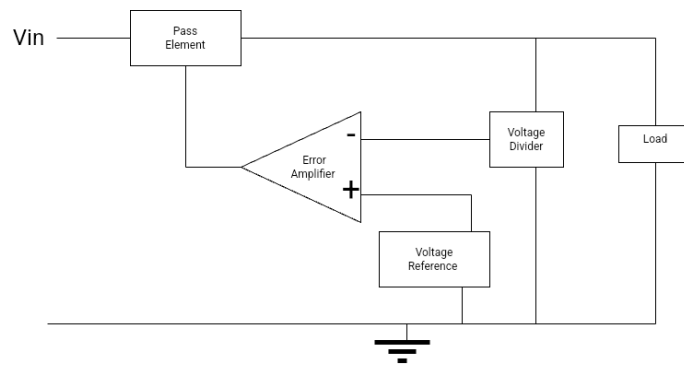 Vin
Pass
Element
-
Error
Amplifier
+
Voltage
Divider
Load
Voltage
Reference